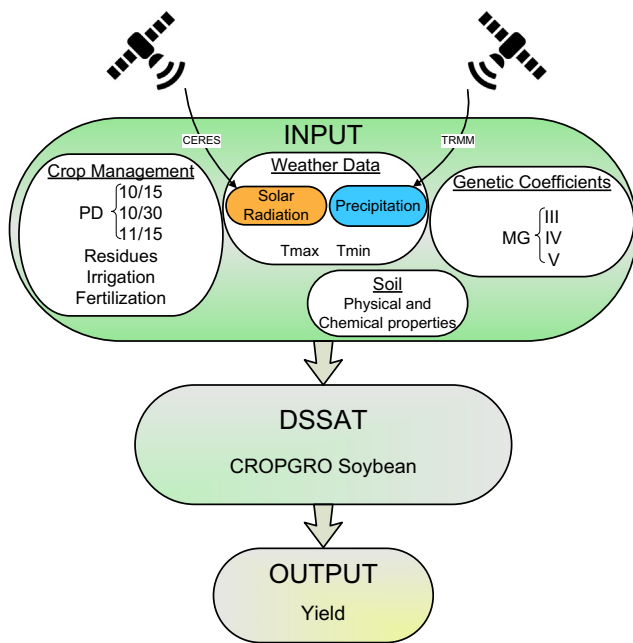 CERES
TRMM
INPUT
Crop Management
PD
10/15
10/30
11/15
Residues
Irrigation
Fertilization
Weather Data
Solar
Radiation
Precipitation
Tmax Tmin
Genetic Coefficients
MG
III
IV
V
Soil
Physical and
Chemical properties
DSSAT
CROPGRO Soybean
OUTPUT
Yield